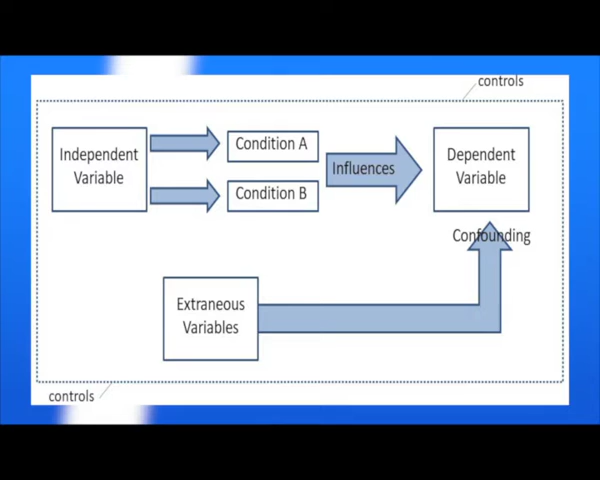 controls
Independent
Variable
Condition A
Condition B
Influences
Dependent
Variable
Confounding
Extraneous
Variables
controls